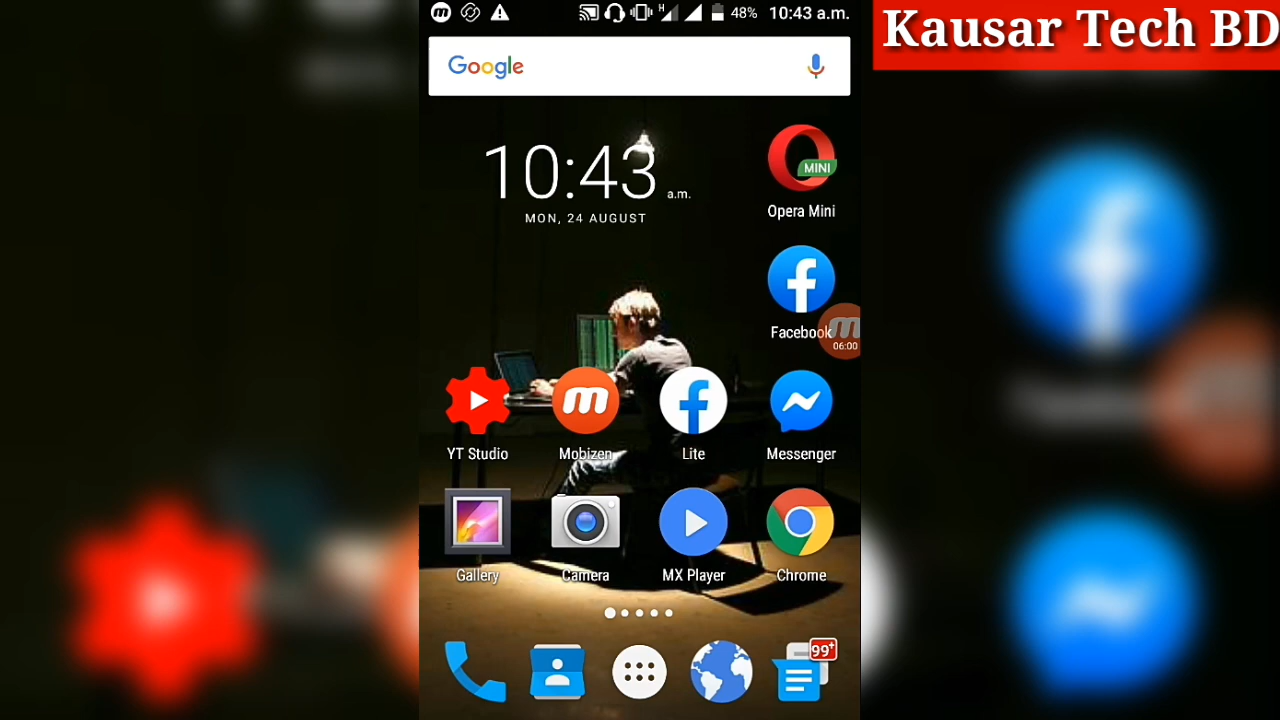 48% 10:43 a.m.
Kausar Tech BD
Google
10:43 a.m.
MON, 24 AUGUST
MINI
Opera Mini
Facebook
06:00
YT Studio Mobizen Lite Messenger
Gallery Camera MX Player Chrome
99+